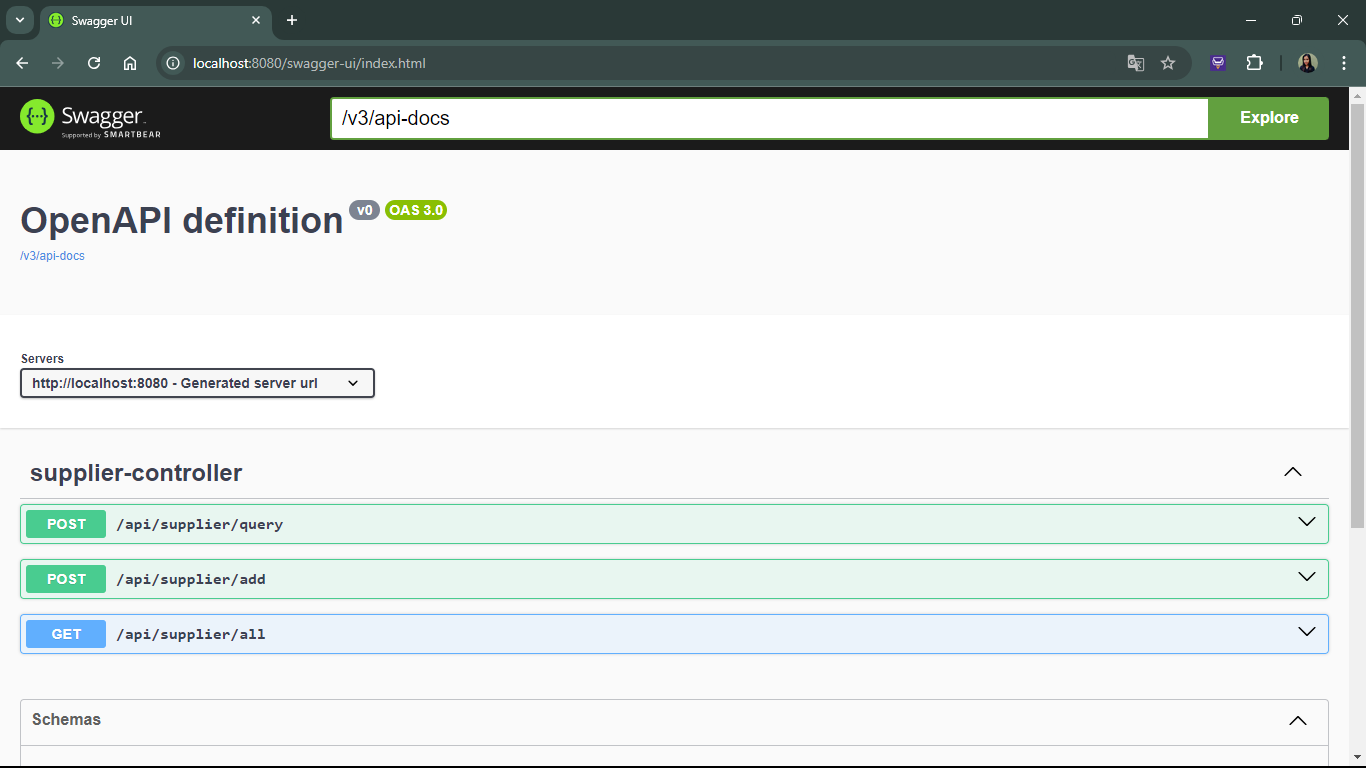 Swagger UI
localhost:8080/swagger-ui/index.html
Swagger
Supported by SMARTBEAR
/v3/api-docs
Explore
OpenAPI definition v0 OAS 3.0
/v3/api-docs
Servers
http://localhost:8080 - Generated server url
supplier-controller
POST /api/supplier/query
POST /api/supplier/add
GET /api/supplier/all
Schemas